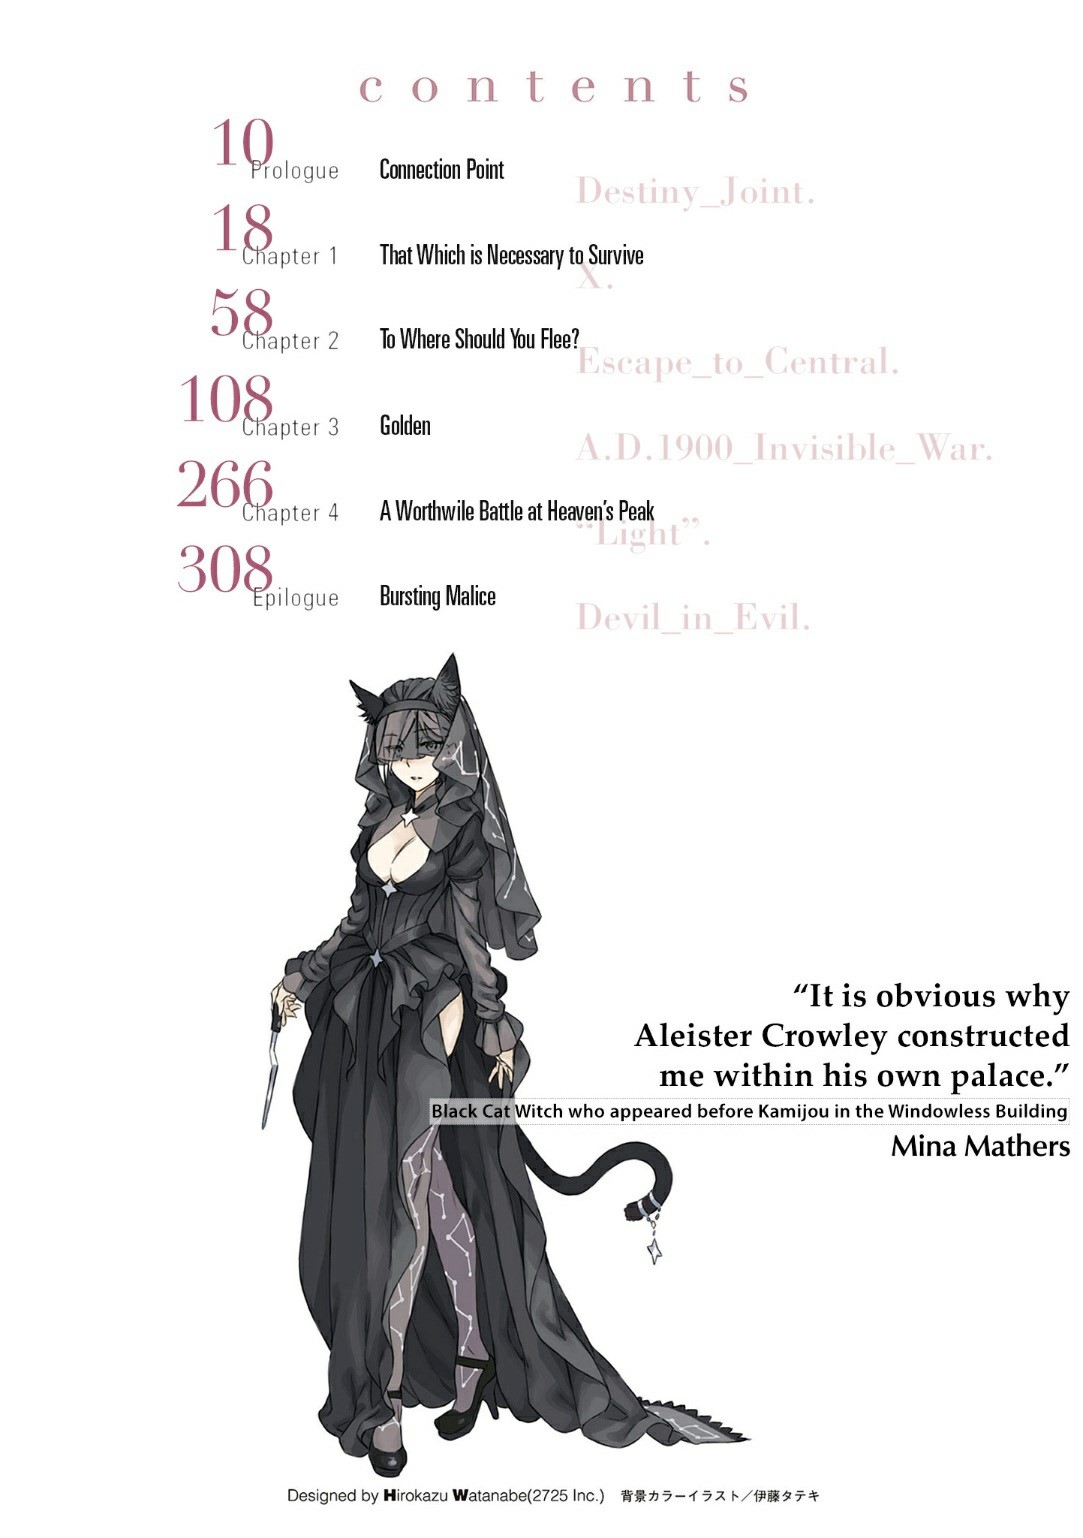 contents
10
Prologue Connection Point
Destiny_Joint.
18
Chapter 1 That Which is Necessary to Survive
X.
58
Chapter 2 To Where Should You Flee?
Escape_to_Central.
108
Chapter 3 Golden
A.D.1900_Invisible_War.
266
Chapter 4 A Worthwile Battle at Heaven's Peak
“Light”.
308
Epilogue Bursting Malice
Devil_in_Evil.
“It is obvious why
Aleister Crowley constructed
me within his own palace.”
Black Cat Witch who appeared before Kamijou in the Windowless Building
Mina Mathers
Designed by Hirokazu Watanabe(2725 Inc.) 背景カラーイラスト／伊藤タテキ